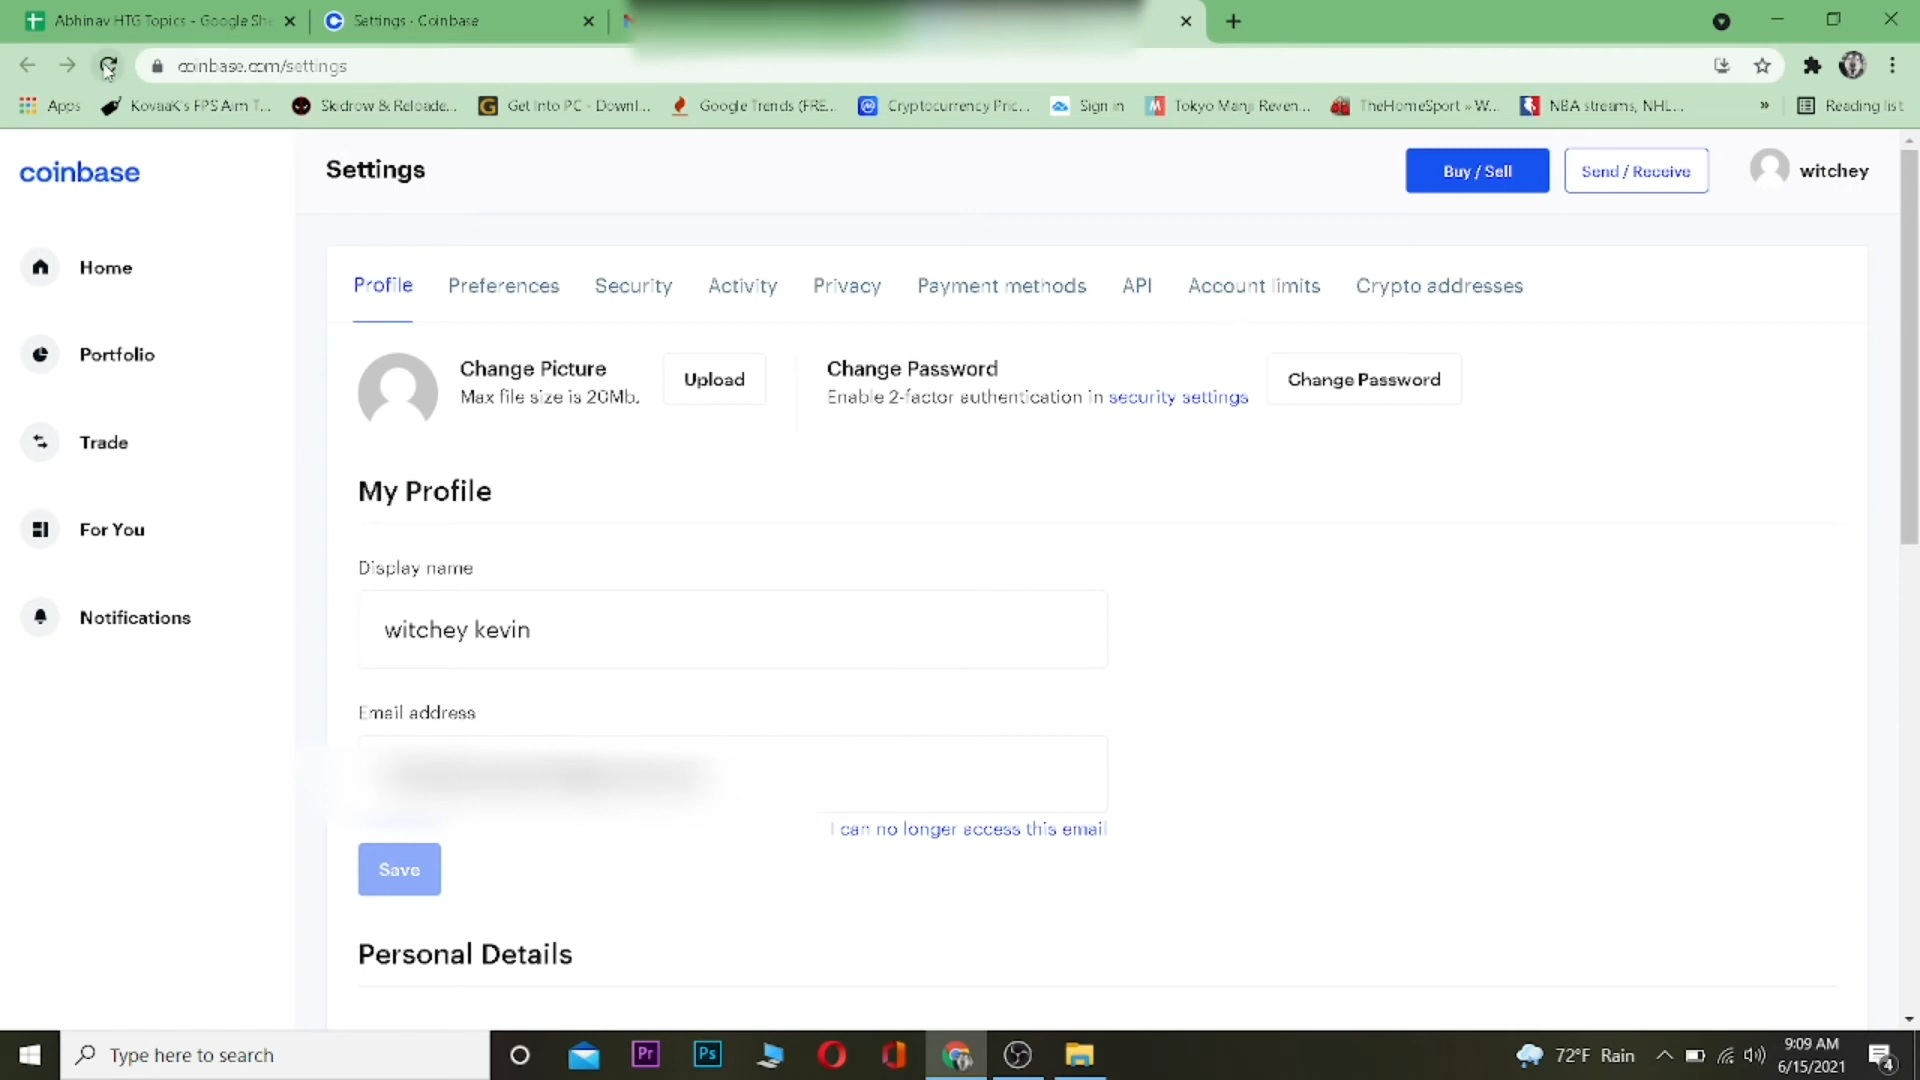 Abhinav HTG Topics - Google She
Settings - Coinbase
coinbase.com/settings
Apps
KovaaK's FPS Aim T...
Skidrow & Reloade...
Get Into PC - Downl...
Google Trends (FRE...
Cryptocurrency Pric...
Sign in
Tokyo Manji Reven...
TheHomeSport » W...
NBA streams, NHL...
»
Reading list
coinbase
Settings
Buy / Sell
Send / Receive
witchey
Home
Portfolio
Trade
For You
Notifications
Profile
Preferences
Security
Activity
Privacy
Payment methods
API
Account limits
Crypto addresses
Change Picture
Max file size is 20Mb.
Upload
Change Password
Enable 2-factor authentication in security settings
Change Password
My Profile
Display name
witchey kevin
Email address
I can no longer access this email
Save
Personal Details
Type here to search
Pr
Ps
72°F Rain
9:09 AM
6/15/2021
4